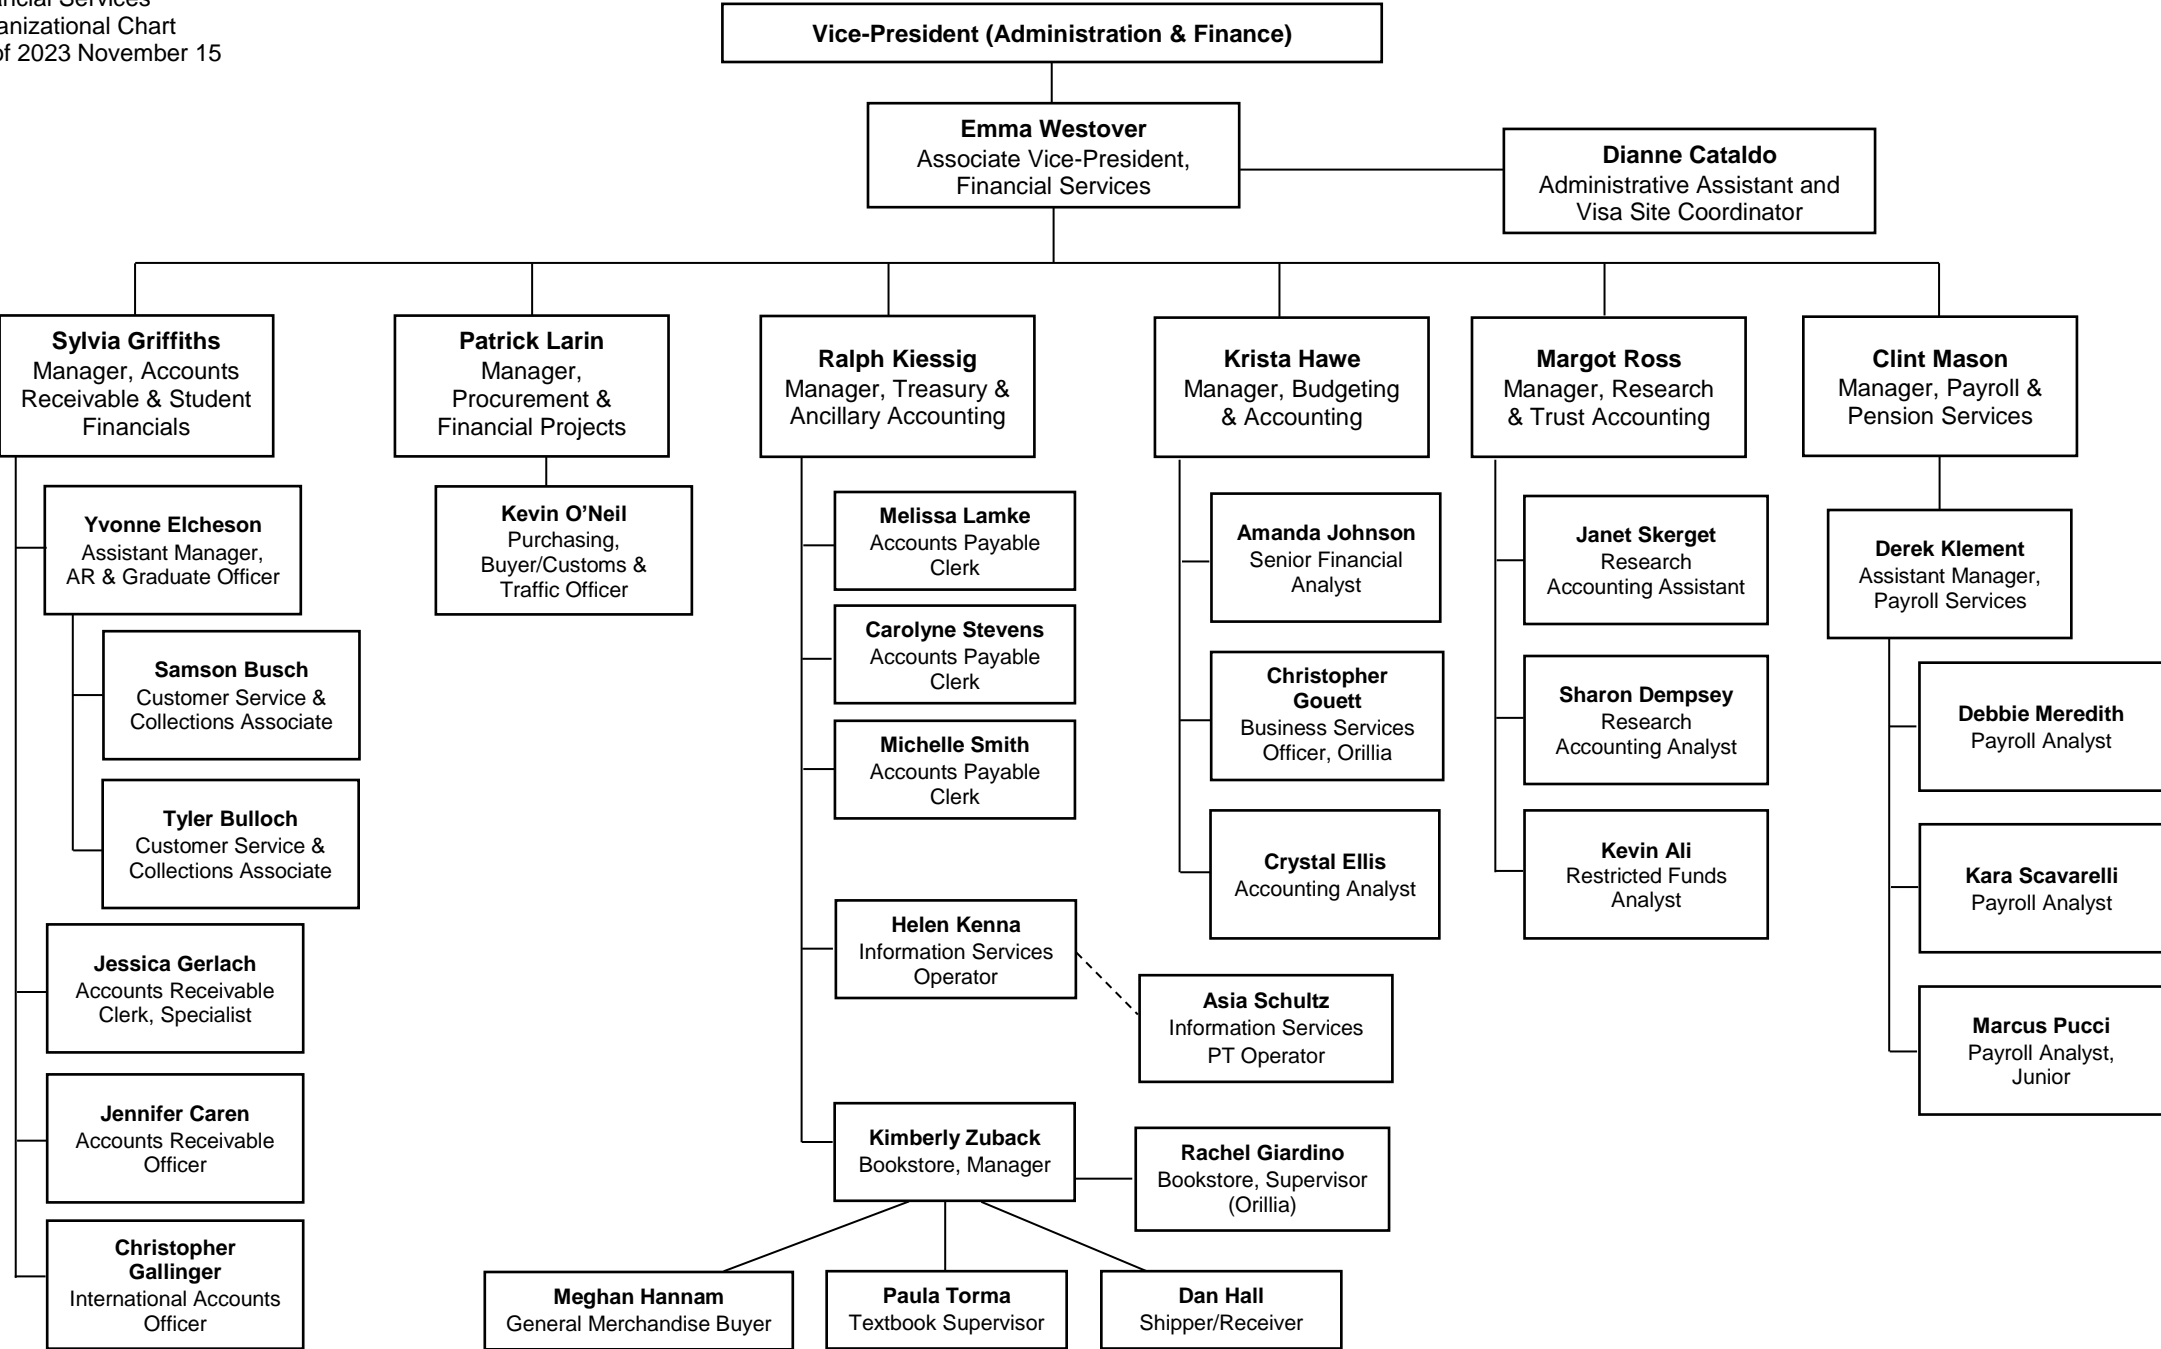 Services
Chart
2023 November 15
Vice-President (Administration & Finance)
Emma Westover
Associate Vice-President,
Financial Services
Dianne Cataldo
Administrative Assistant and
Visa Site Coordinator
Sylvia Griffiths
Manager, Accounts
Receivable & Student
Financials
Patrick Larin
Manager,
Procurement &
Financial Projects
Ralph Kiessig
Manager, Treasury &
Ancillary Accounting
Krista Hawe
Manager, Budgeting
& Accounting
Margot Ross
Manager, Research
& Trust Accounting
Clint Mason
Manager, Payroll &
Pension Services
Yvonne Elcheson
Assistant Manager,
AR & Graduate Officer
Samson Busch
Customer Service &
Collections Associate
Tyler Bulloch
Customer Service &
Collections Associate
Jessica Gerlach
Accounts Receivable
Clerk, Specialist
Jennifer Caren
Accounts Receivable
Officer
Christopher
Gallinger
International Accounts
Officer
Kevin O’Neil
Purchasing,
Buyer/Customs &
Traffic Officer
Melissa Lamke
Accounts Payable
Clerk
Carolyne Stevens
Accounts Payable
Clerk
Michelle Smith
Accounts Payable
Clerk
Helen Kenna
Information Services
Operator
Asia Schultz
Information Services
PT Operator
Kimberly Zuback
Bookstore, Manager
Rachel Giardino
Bookstore, Supervisor
(Orillia)
Meghan Hannam
General Merchandise Buyer
Paula Torma
Textbook Supervisor
Dan Hall
Shipper/Receiver
Amanda Johnson
Senior Financial
Analyst
Christopher
Gouett
Business Services
Officer, Orillia
Crystal Ellis
Accounting Analyst
Janet Skerget
Research
Accounting Assistant
Sharon Dempsey
Research
Accounting Analyst
Kevin Ali
Restricted Funds
Analyst
Derek Klement
Assistant Manager,
Payroll Services
Debbie Meredith
Payroll Analyst
Kara Scavarelli
Payroll Analyst
Marcus Pucci
Payroll Analyst,
Junior